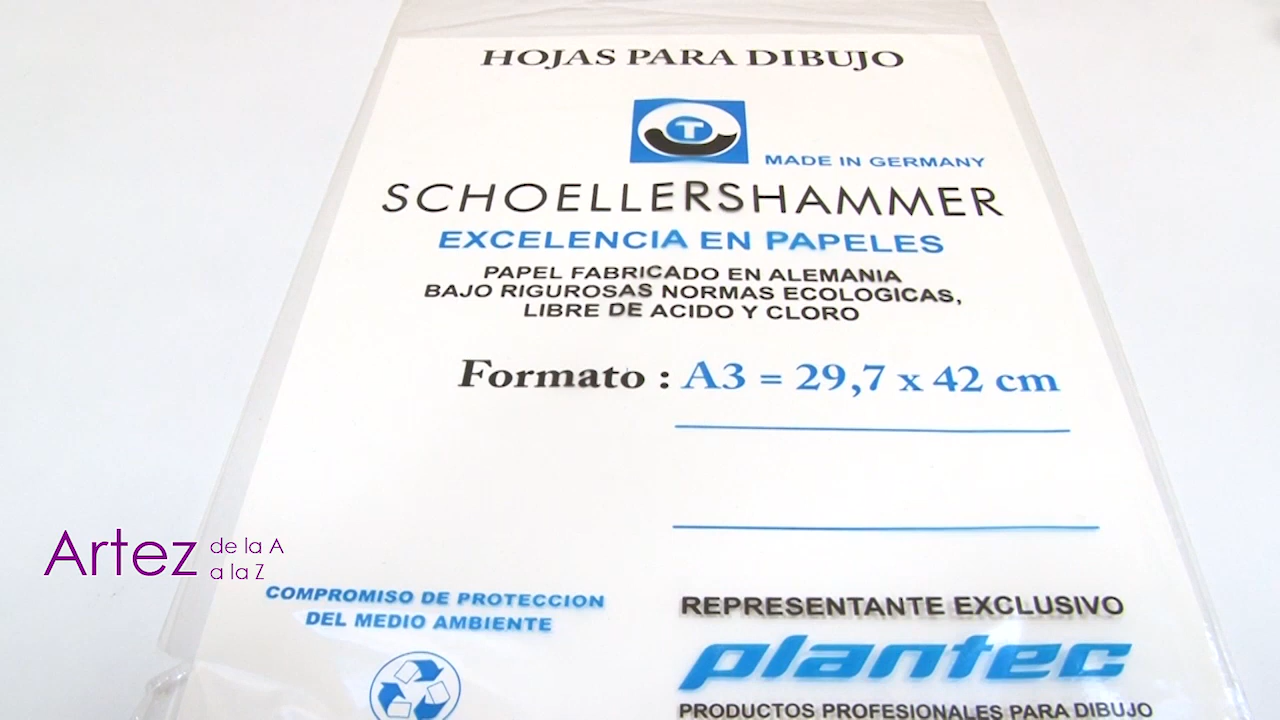 HOJAS PARA DIBUJO
T
MADE IN GERMANY
SCHOELLERSHAMMER
EXCELENCIA EN PAPELES
PAPEL FABRICADO EN ALEMANIA
BAJO RIGUROSAS NORMAS ECOLOGICAS,
LIBRE DE ACIDO Y CLORO
Formato : A3 = 29,7 x 42 cm
Artez de la A
a la Z
COMPROMISO DE PROTECCION
DEL MEDIO AMBIENTE
REPRESENTANTE EXCLUSIVO
plantec
PRODUCTOS PROFESIONALES PARA DIBUJO